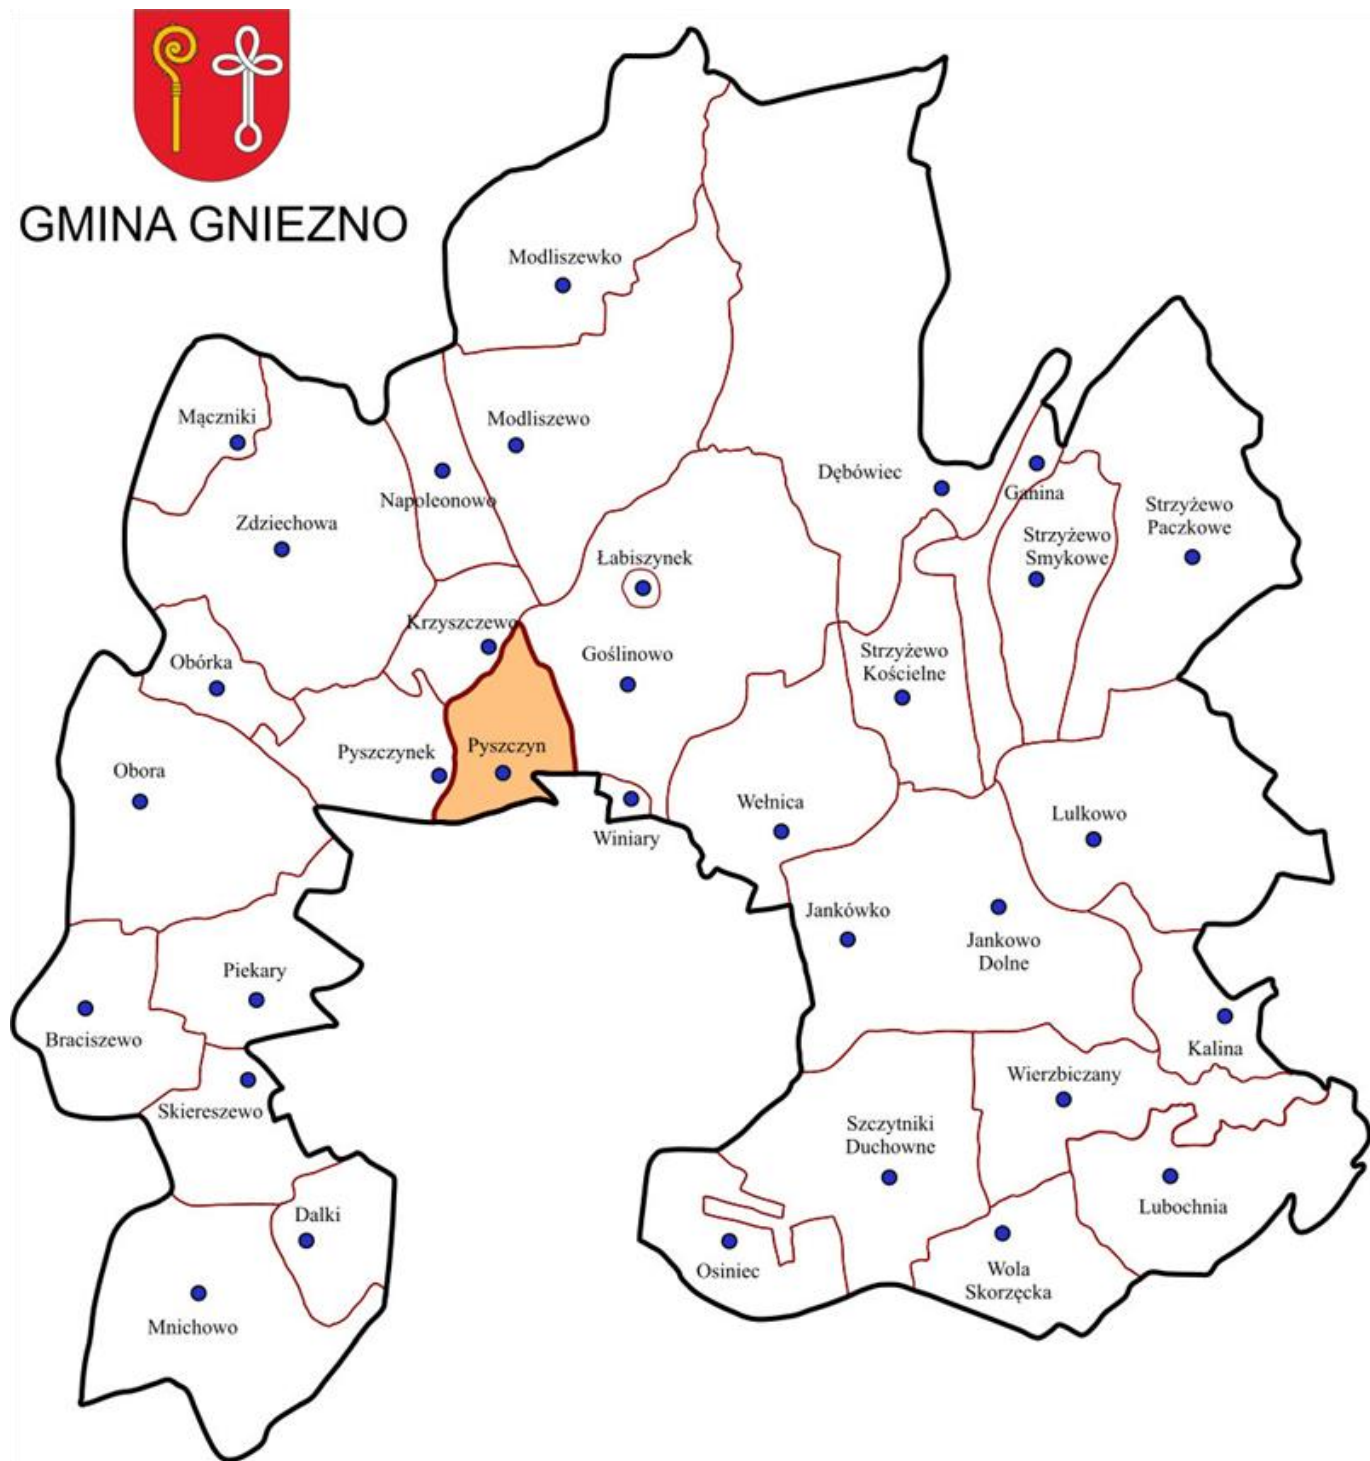 GMINA GNIEZNO
Modliszewko
Mączniki
Modliszewo
Napoleonowo
Zdziechowa
Dębówiec
Ganina
Strzyżewo
Paczkowe
Strzyżewo
Smykowe
Łabiszynek
Krzyszczewo
Goślinowo
Strzyżewo
Kościelne
Obórka
Pyszczynek
Pyszczyn
Obora
Winiary
Wełnica
Lulkowo
Jankówko
Jankowo
Dolne
Piekary
Braciszewo
Kalina
Skiereszewo
Wierzbiczany
Szczytniki
Duchowne
Lubochnia
Dalki
Osiniec
Wola
Skorzęcka
Mnichowo